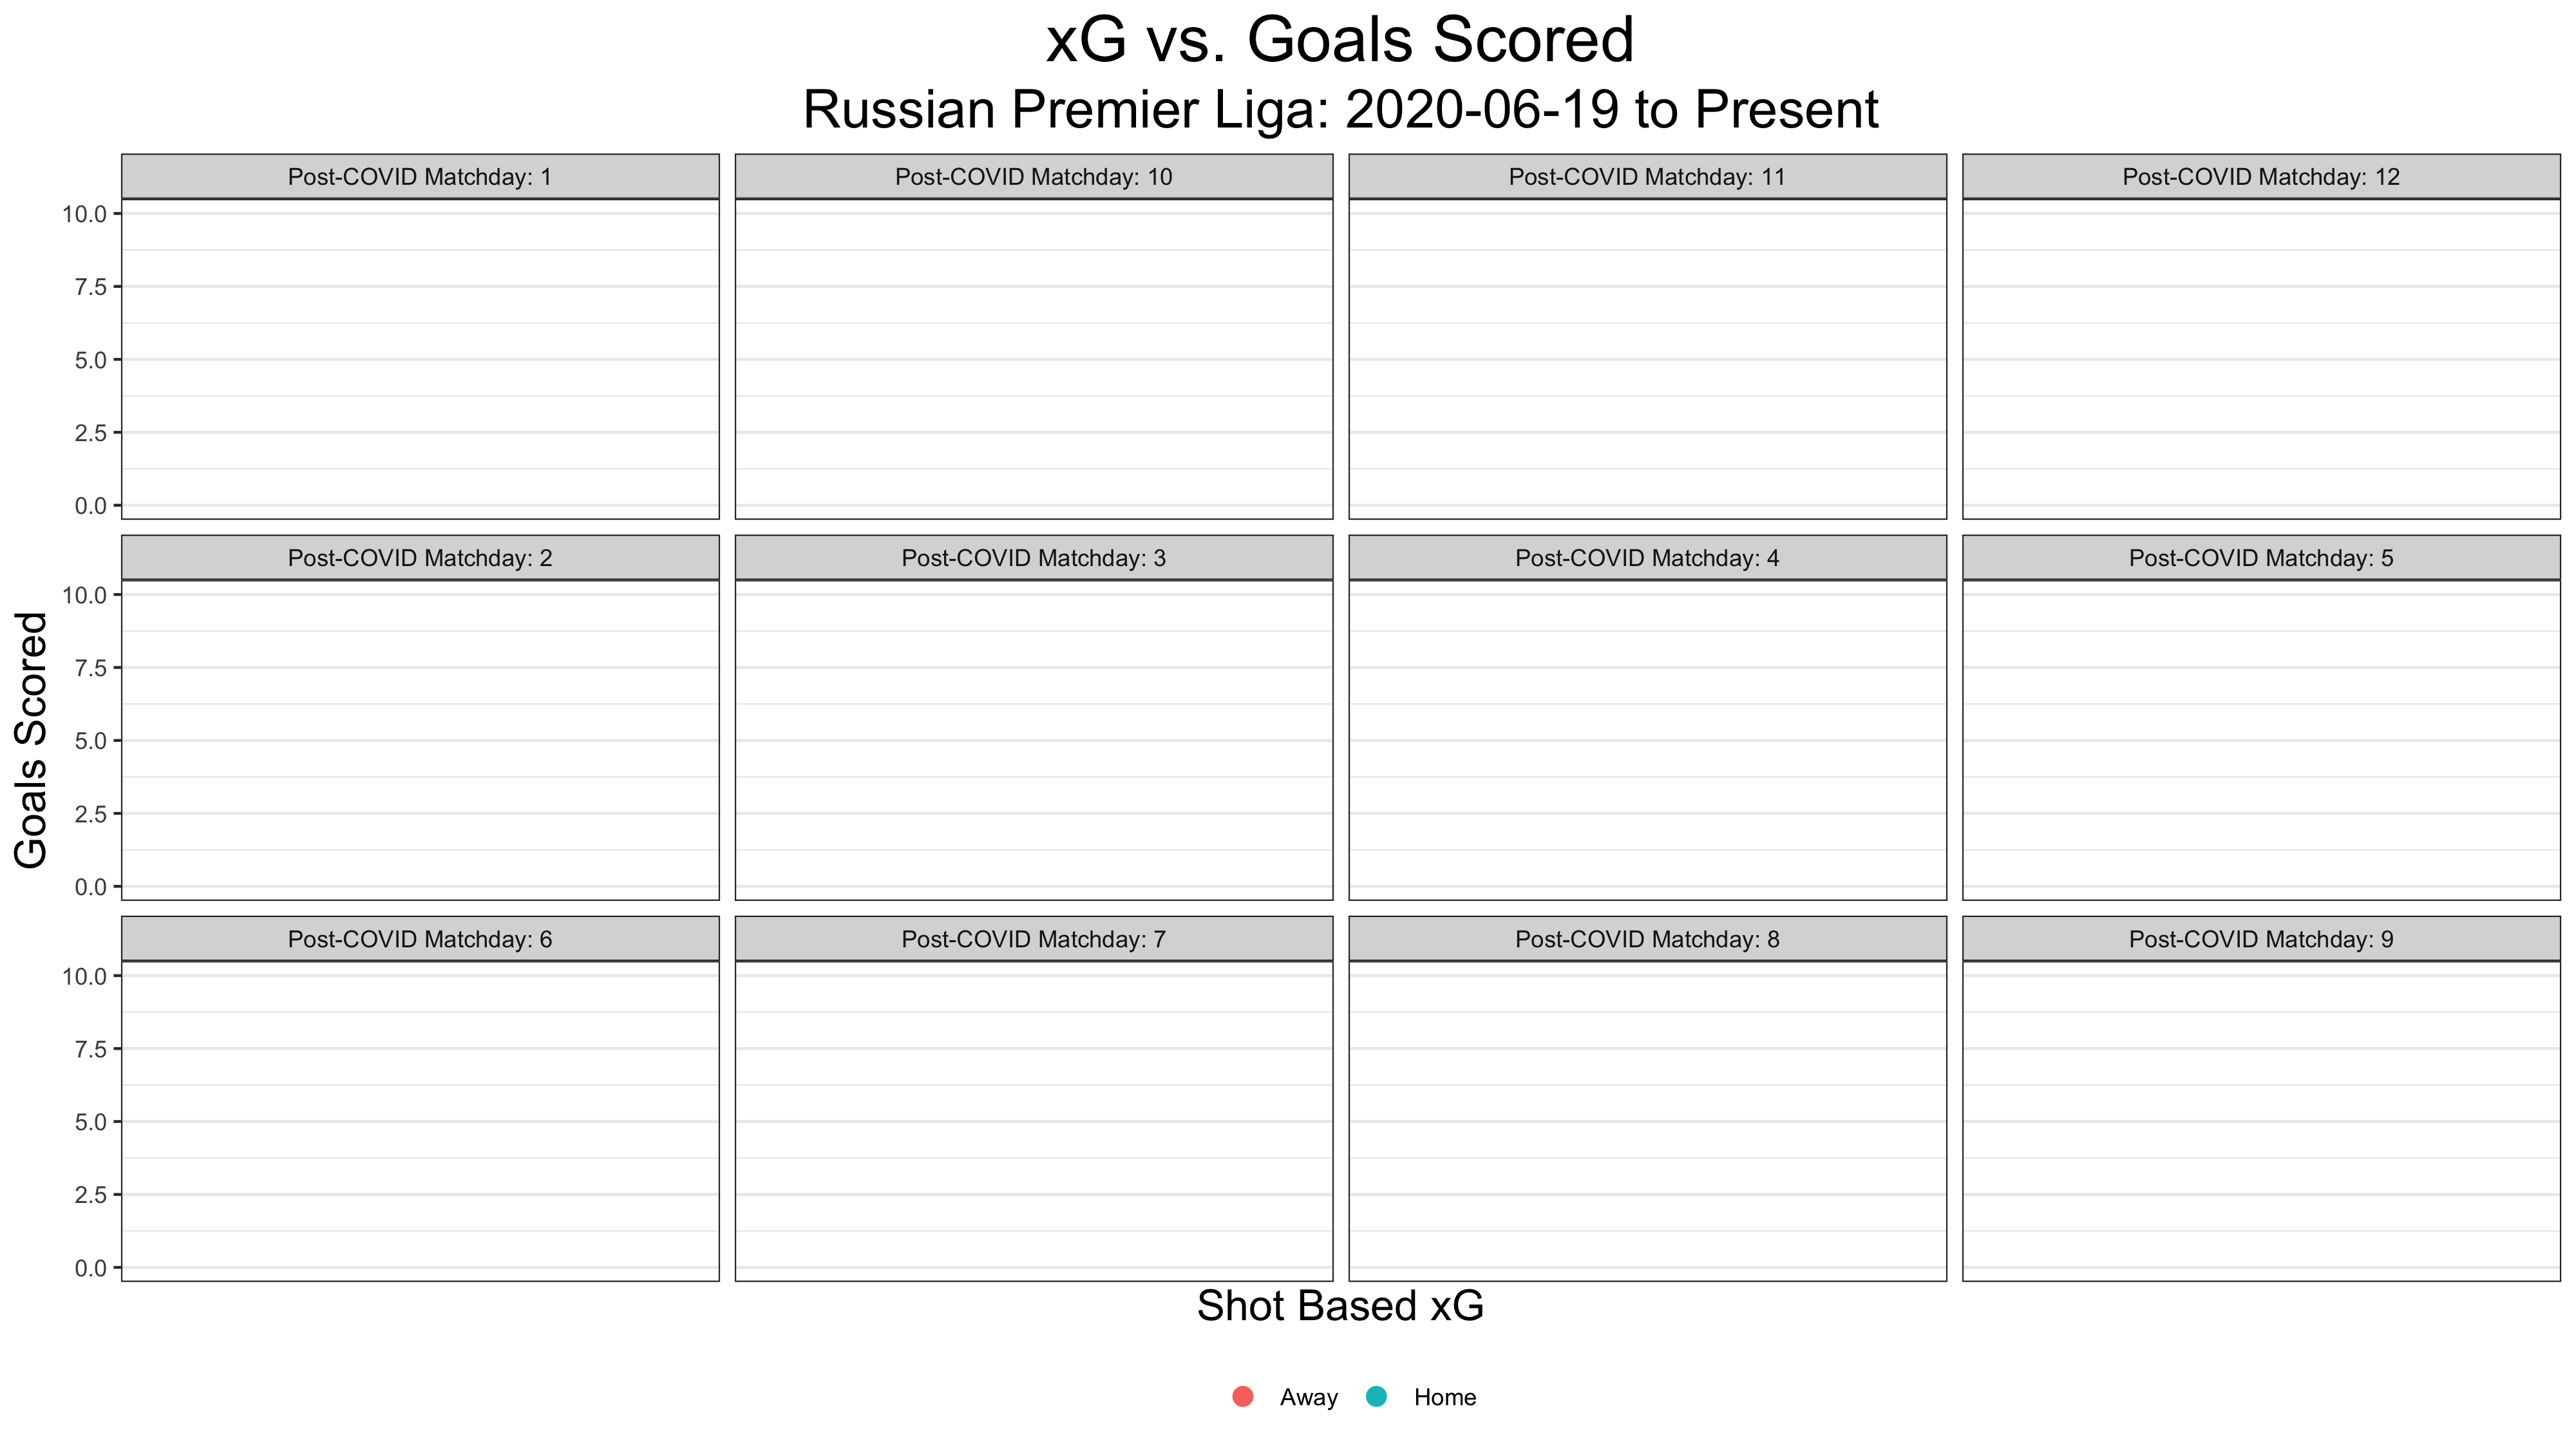 xG vs. Goals Scored
Russian Premier Liga: 2020-06-19 to Present
Post-COVID Matchday: 1
Post-COVID Matchday: 10
Post-COVID Matchday: 11
Post-COVID Matchday: 12
10.0
7.5
5.0
2.5
0.0
Post-COVID Matchday: 2
Post-COVID Matchday: 3
Post-COVID Matchday: 4
Post-COVID Matchday: 5
10.0
7.5
5.0
2.5
0.0
Goals Scored
Post-COVID Matchday: 6
Post-COVID Matchday: 7
Post-COVID Matchday: 8
Post-COVID Matchday: 9
10.0
7.5
5.0
2.5
0.0
Shot Based xG
Away
Home